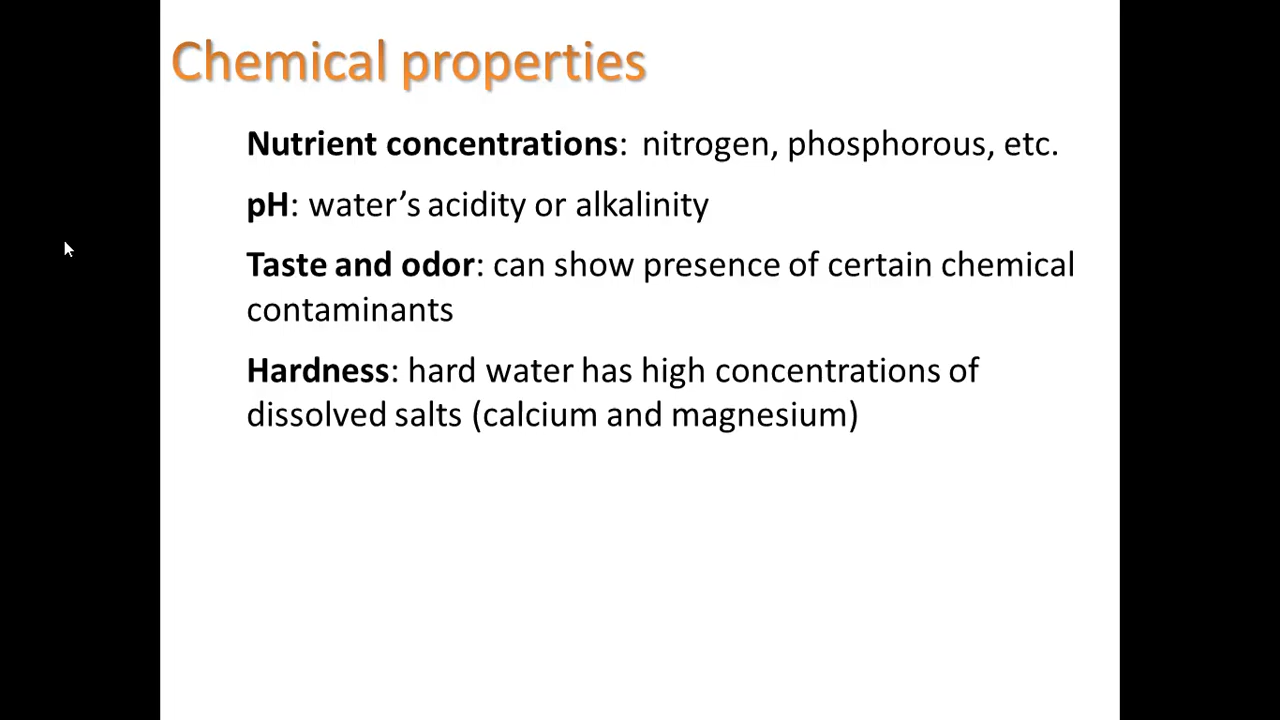 Chemical properties
Nutrient concentrations: nitrogen, phosphorous, etc.
pH: water’s acidity or alkalinity
Taste and odor: can show presence of certain chemical
contaminants
Hardness: hard water has high concentrations of
dissolved salts (calcium and magnesium)